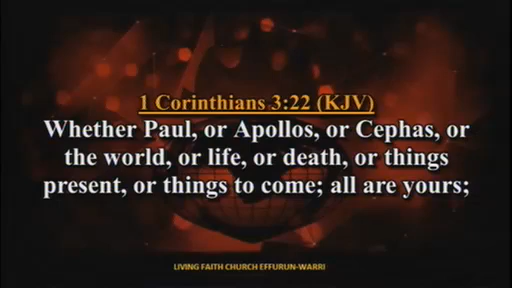 1 Corinthians 3:22 (KJV)
Whether Paul, or Apollos, or Cephas, or
the world, or life, or death, or things
present, or things to come; all are yours;
LIVING FAITH CHURCH EFFURUN-WARRI